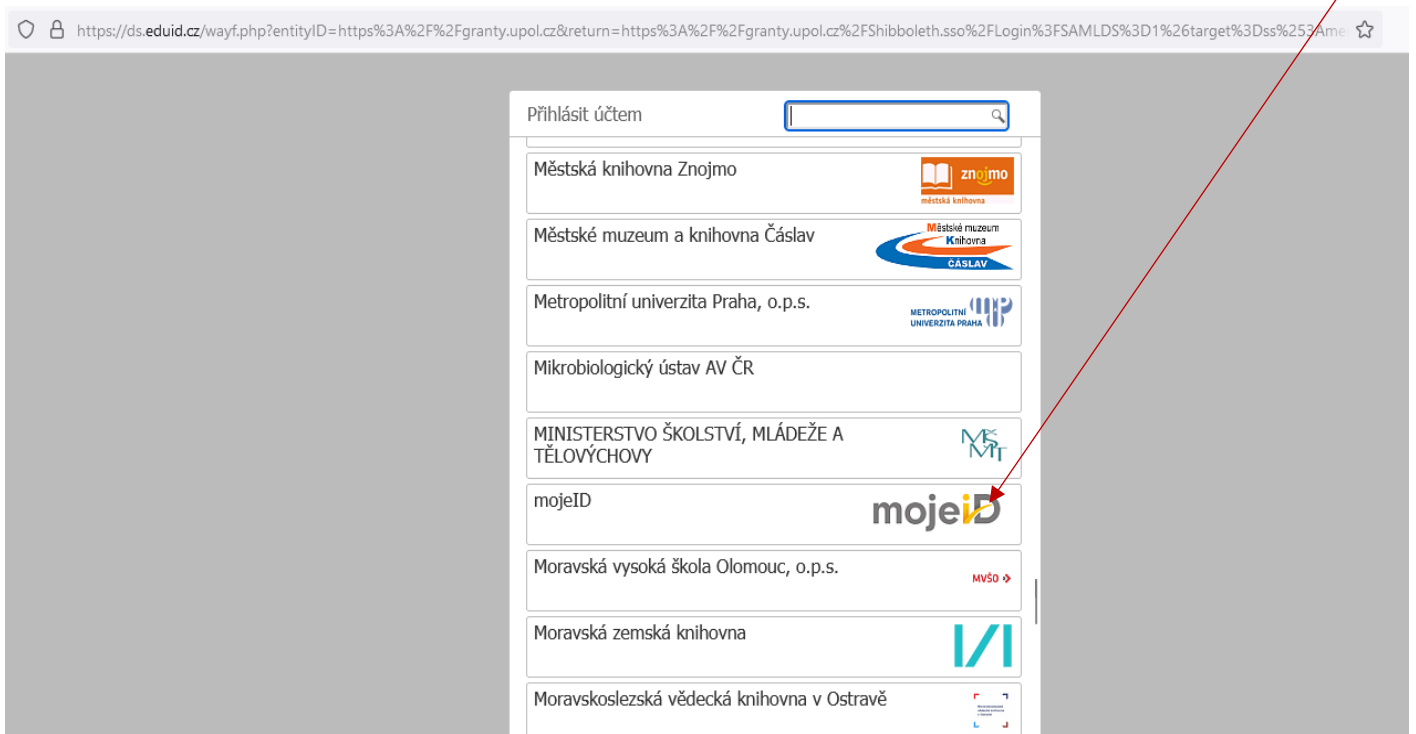 https://ds.eduid.cz/wayf.php?entityID=https%3A%2F%2Fgranty.upol.cz&return=https%3A%2F%2Fgranty.upol.cz%2FShibboleth.sso%2FLogin%3FSAMLDS%3D1%26target%3Dss%253Ame
Přihlásit účtem
Městská knihovna Znojmo
znojmo
městská knihovna
Městské muzeum a knihovna Čáslav
Městské muzeum
Knihovna
ČÁSLAV
Metropolitní univerzita Praha, o.p.s.
METROPOLITNÍ
UNIVERZITA PRAHA
Mikrobiologický ústav AV ČR
MINISTERSTVO ŠKOLSTVÍ, MLÁDEŽE A
TĚLOVÝCHOVY
MŠ
MT
mojeID
mojeID
Moravská vysoká škola Olomouc, o.p.s.
MVŠO
Moravská zemská knihovna
Moravskoslezská vědecká knihovna v Ostravě